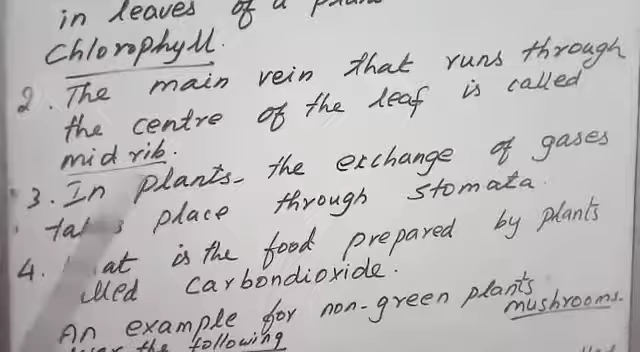 in leaves of a
Chlorophyll.
2. The main vein that runs through
the centre of the leaf is called
mid rib.
3. In plants the exchange of gases
place through stomata.
4. is the food prepared by plants
Carbondioxide.
An example for non-green plants
mushrooms.
the following